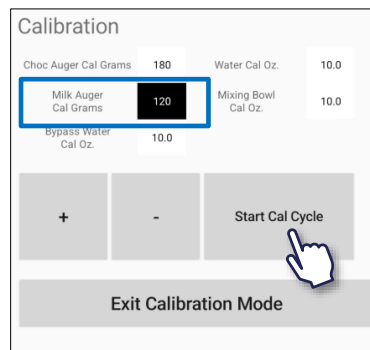 Calibration
Choc Auger Cal Grams 180 Water Cal Oz. 10.0
Milk Auger
Cal Grams 120 Mixing Bowl
Cal Oz. 10.0
Bypass Water
Cal Oz. 10.0
+ - Start Cal Cycle
Exit Calibration Mode